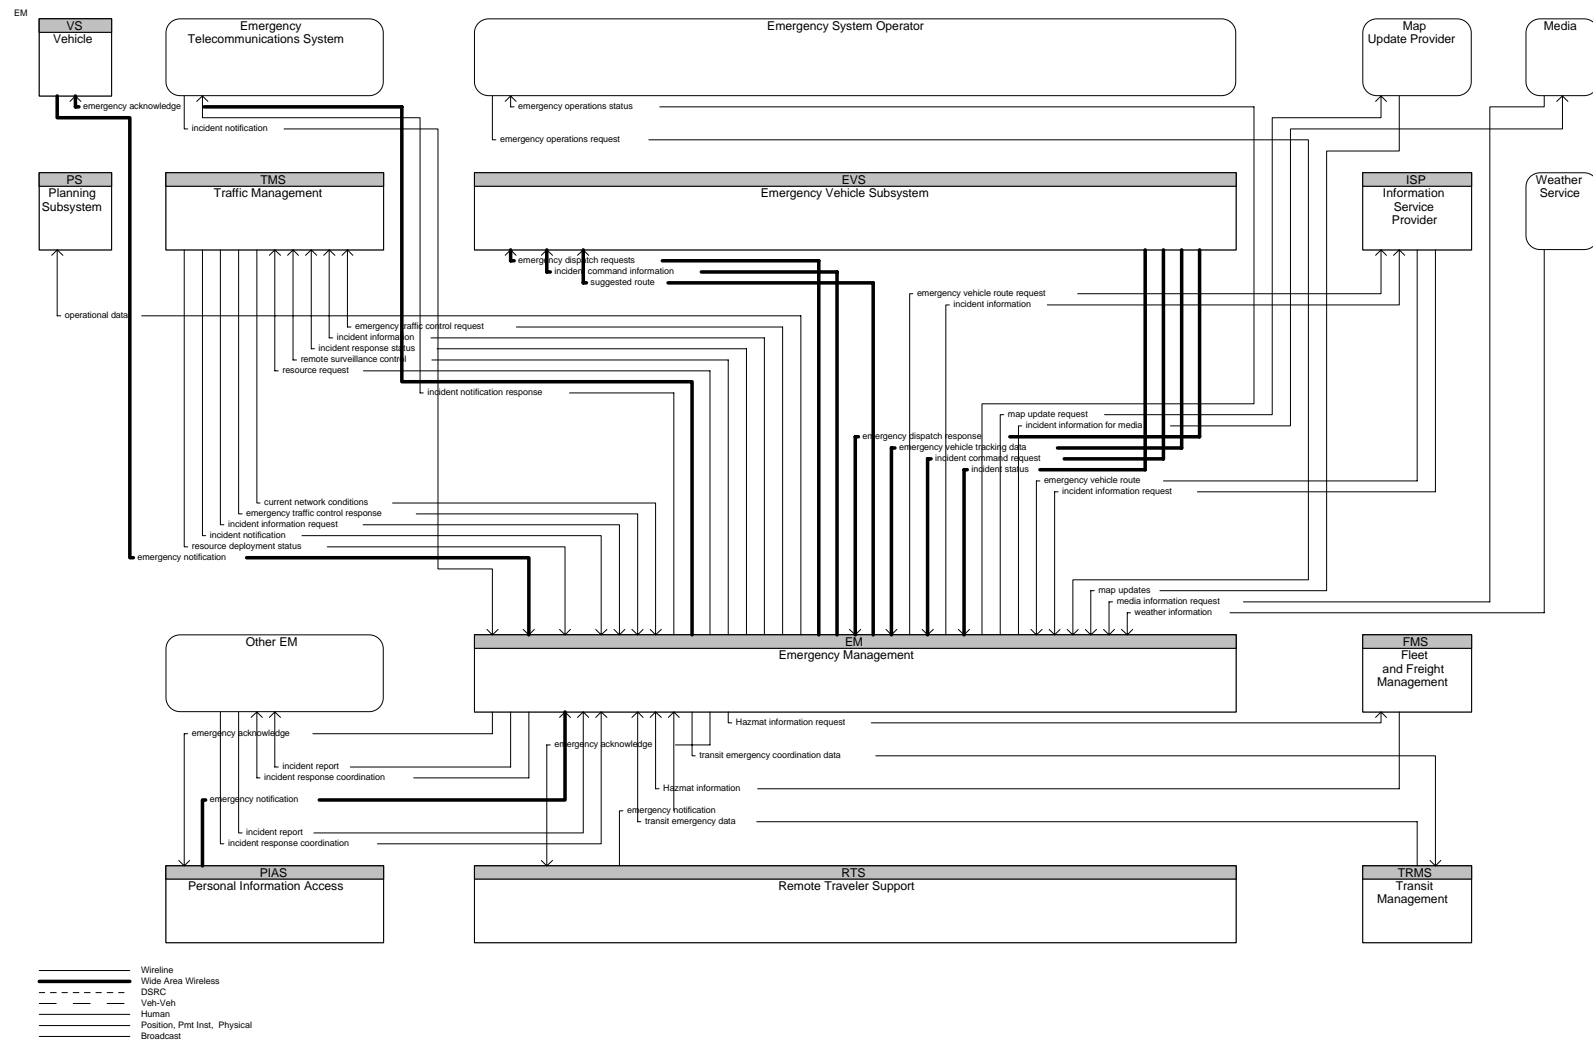 EM
VS
Vehicle
Emergency
Telecommunications System
Emergency System Operator
Map
Update Provider
Media
emergency acknowledge
incident notification
emergency operations status
emergency operations request
PS
Planning
Subsystem
TMS
Traffic Management
EVS
Emergency Vehicle Subsystem
ISP
Information
Service
Provider
Weather
Service
emergency dispatch requests
incident command information
suggested route
emergency vehicle route request
incident information
operational data
emergency traffic control request
incident information
incident response status
remote surveillance control
resource request
incident notification response
map update request
incident information for media
emergency dispatch response
emergency vehicle tracking data
incident command request
incident status
emergency vehicle route
incident information request
current network conditions
emergency traffic control response
incident information request
incident notification
resource deployment status
emergency notification
map updates
media information request
weather information
Other EM
EM
Emergency Management
FMS
Fleet
and Freight
Management
Hazmat information request
emergency acknowledge
emergency acknowledge
transit emergency coordination data
incident report
incident response coordination
Hazmat information
emergency notification
emergency notification
transit emergency data
incident report
incident response coordination
PIAS
Personal Information Access
RTS
Remote Traveler Support
TRMS
Transit
Management
Wireline
Wide Area Wireless
DSRC
Veh-Veh
Human
Position, Pmt Inst, Physical
Broadcast